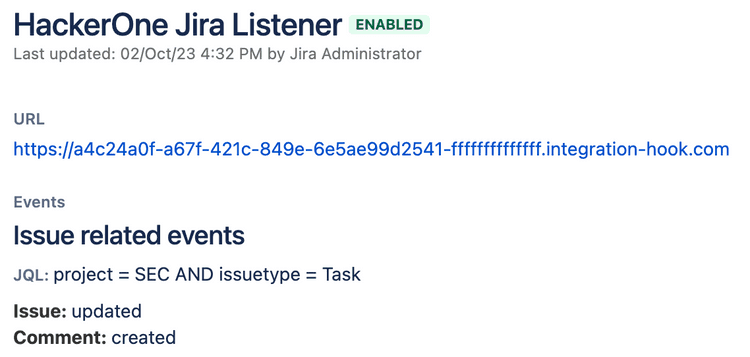 HackerOne Jira Listener ENABLED
Last updated: 02/Oct/23 4:32 PM by Jira Administrator
URL
https://a4c24a0f-a67f-421c-849e-6e5ae99d2541-ffffffffffffff.integration-hook.com
Events
Issue related events
JQL: project = SEC AND issuetype = Task
Issue: updated
Comment: created